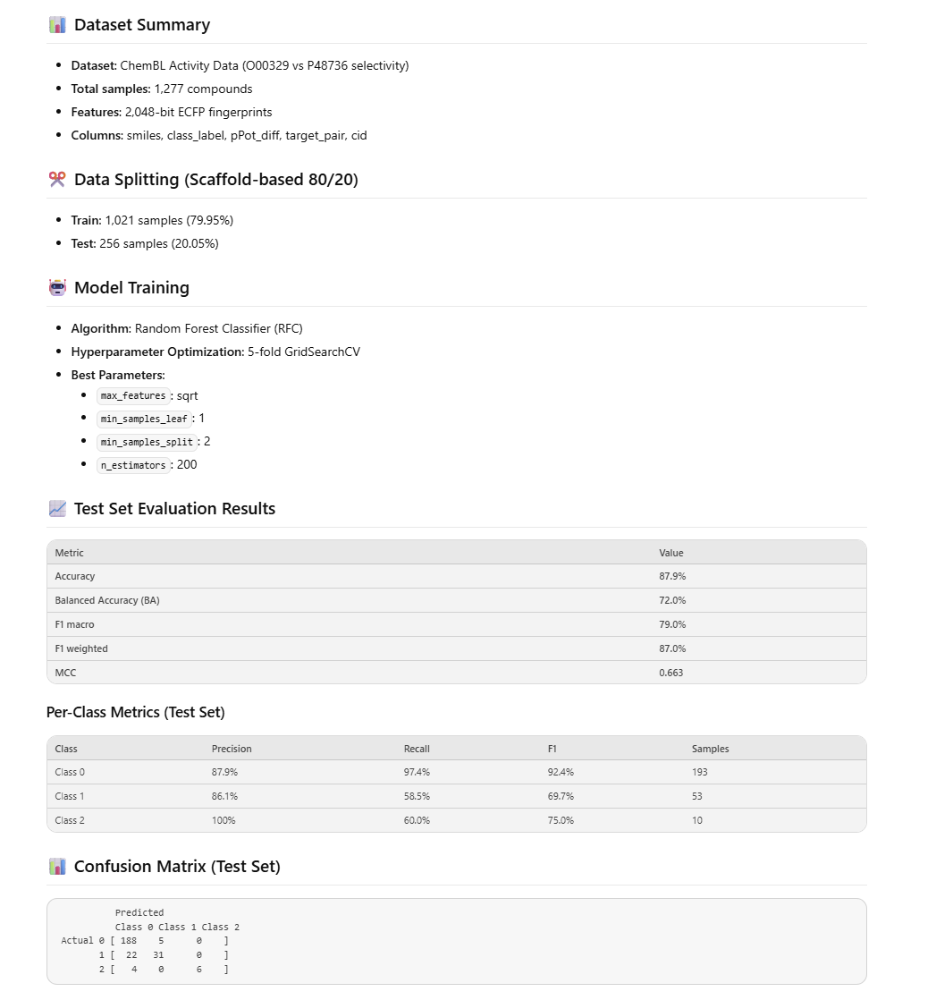 Dataset Summary
Dataset: ChemBL Activity Data (O00329 vs P48736 selectivity)
Total samples: 1,277 compounds
Features: 2,048-bit ECFP fingerprints
Columns: smiles, class_label, pPot_diff, target_pair, cid
Data Splitting (Scaffold-based 80/20)
Train: 1,021 samples (79.95%)
Test: 256 samples (20.05%)
Model Training
Algorithm: Random Forest Classifier (RFC)
Hyperparameter Optimization: 5-fold GridSearchCV
Best Parameters:
max_features: sqrt
min_samples_leaf: 1
min_samples_split: 2
n_estimators: 200
Test Set Evaluation Results
Metric Value
Accuracy 87.9%
Balanced Accuracy (BA) 72.0%
F1 macro 79.0%
F1 weighted 87.0%
MCC 0.663
Per-Class Metrics (Test Set)
Class Precision Recall F1 Samples
Class 0 87.9% 97.4% 92.4% 193
Class 1 86.1% 58.5% 69.7% 53
Class 2 100% 60.0% 75.0% 10
Confusion Matrix (Test Set)
Predicted
Class 0 Class 1 Class 2
Actual 0 [ 188 5 0 ]
1 [ 22 31 0 ]
2 [ 4 0 6 ]